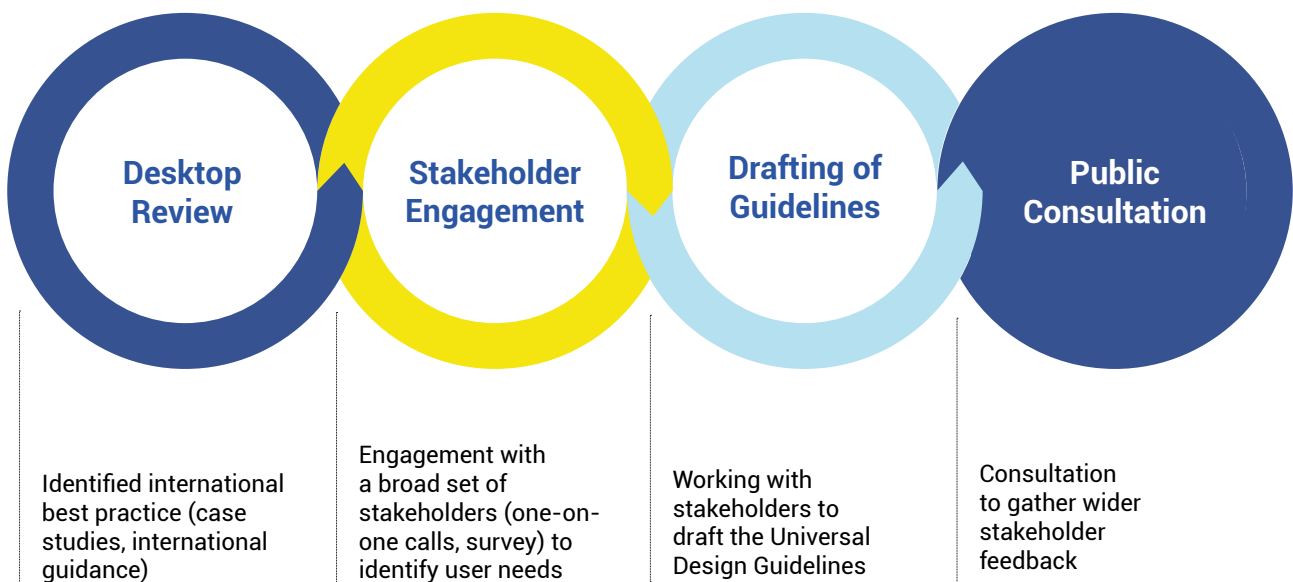 Desktop
Review
Stakeholder
Engagement
Drafting of
Guidelines
Public
Consultation
Identified international
best practice (case
studies, international
guidance)
Engagement with
a broad set of
stakeholders (one-on-
one calls, survey) to
identify user needs
Working with
stakeholders to
draft the Universal
Design Guidelines
Consultation
to gather wider
stakeholder
feedback